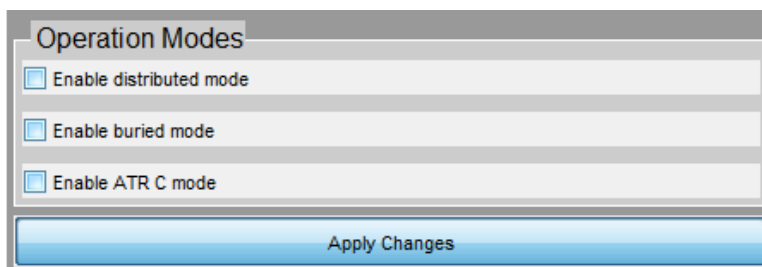 Operation Modes
Enable distributed mode
Enable buried mode
Enable ATR C mode
Apply Changes